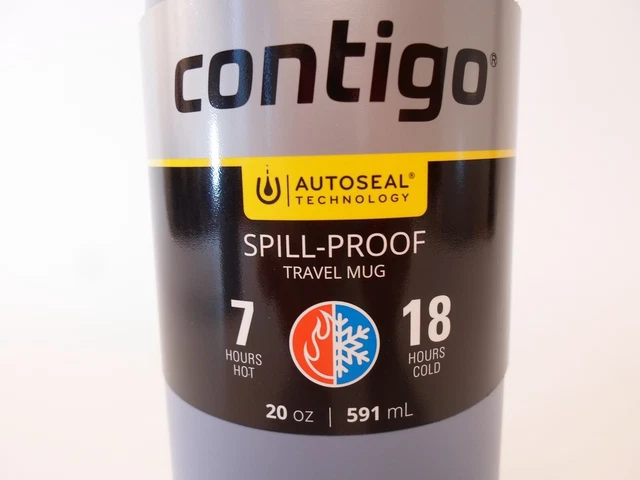 contigo®
AUTOSEAL®
TECHNOLOGY
SPILL-PROOF
TRAVEL MUG
7
HOURS
HOT
18
HOURS
COLD
20 oz | 591 mL